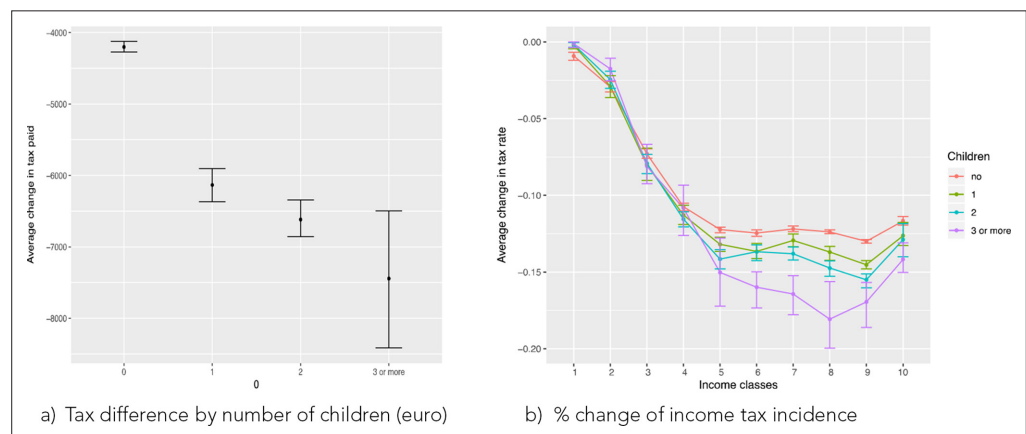 -4000
-5000
-6000
-7000
-8000
Average change in tax paid
0
1
2
3 or more
0
a) Tax difference by number of children (euro)
0.00
-0.05
-0.10
-0.15
-0.20
Average change in tax rate
1 2 3 4 5 6 7 8 9 10
Income classes
Children
no
1
2
3 or more
b) % change of income tax incidence